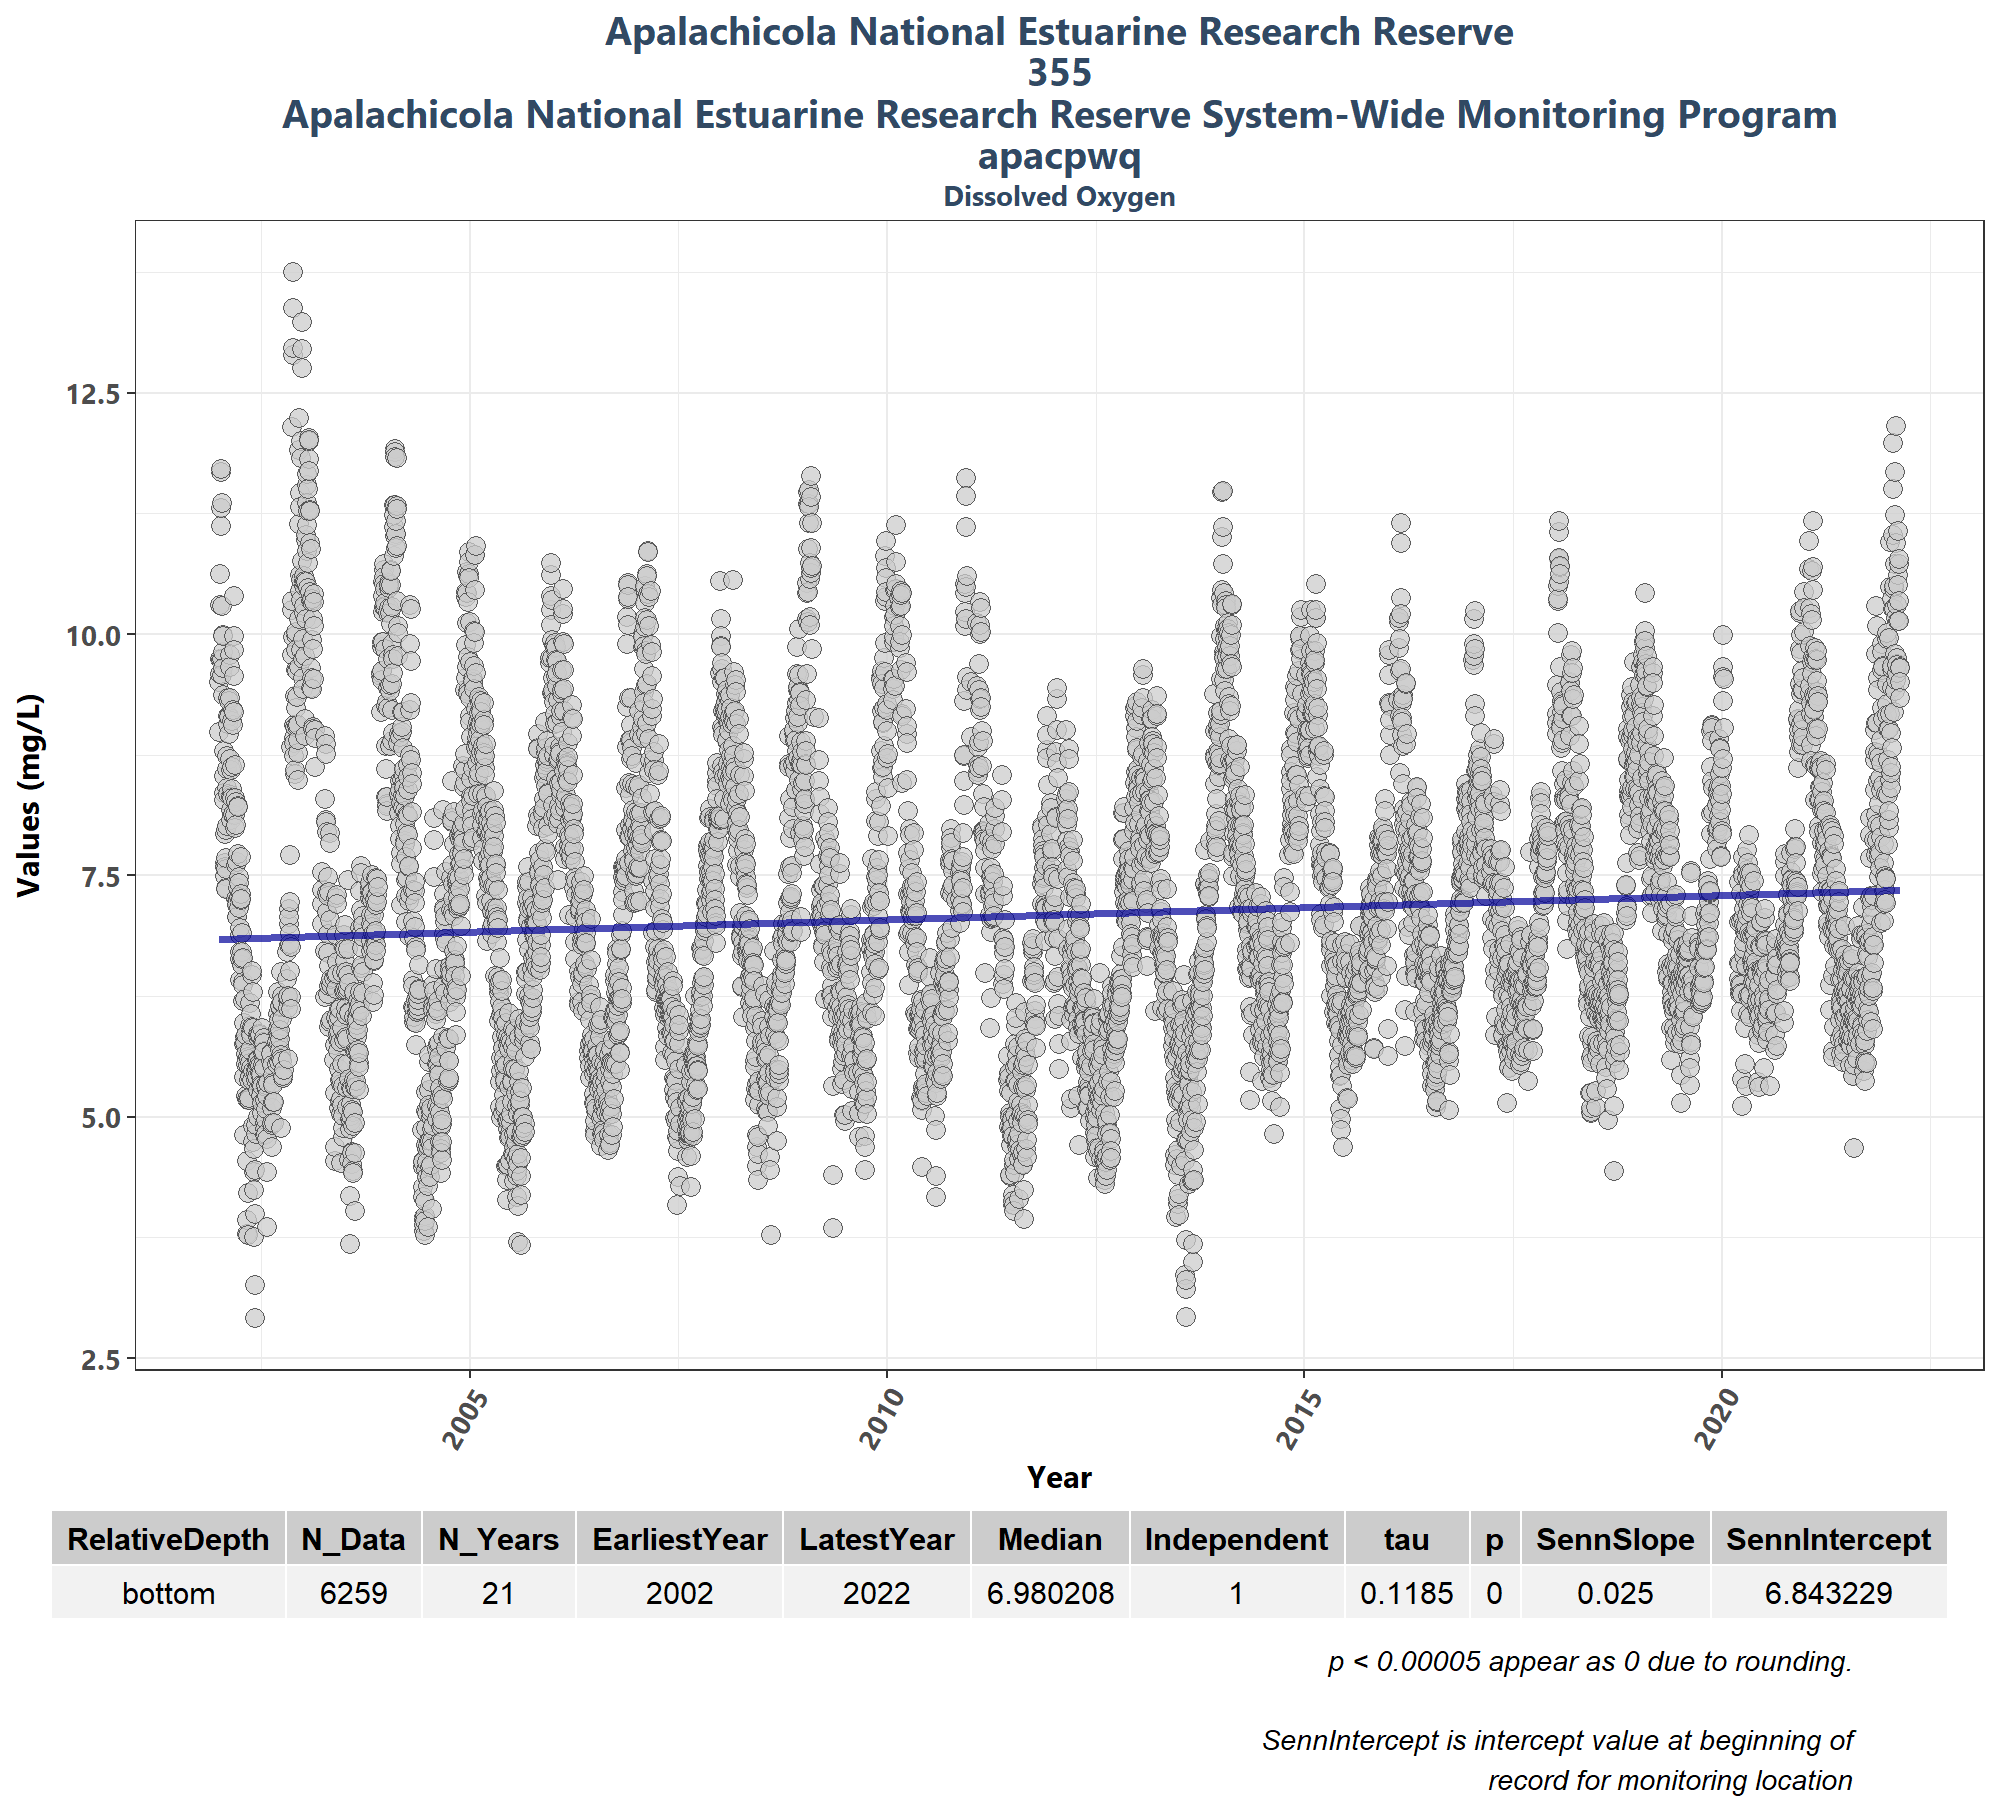 Apalachicola National Estuarine Research Reserve
355
Apalachicola National Estuarine Research Reserve System-Wide Monitoring Program
apacpwq
Dissolved Oxygen
Values (mg/L)
12.5
10.0
7.5
5.0
2.5
2005 2010 2015 2020
Year
RelativeDepth N_Data N_Years EarliestYear LatestYear Median Independent tau p SennSlope SennIntercept
bottom 6259 21 2002 2022 6.980208 1 0.1185 0 0.025 6.843229
p < 0.00005 appear as 0 due to rounding.
SennIntercept is intercept value at beginning of
record for monitoring location